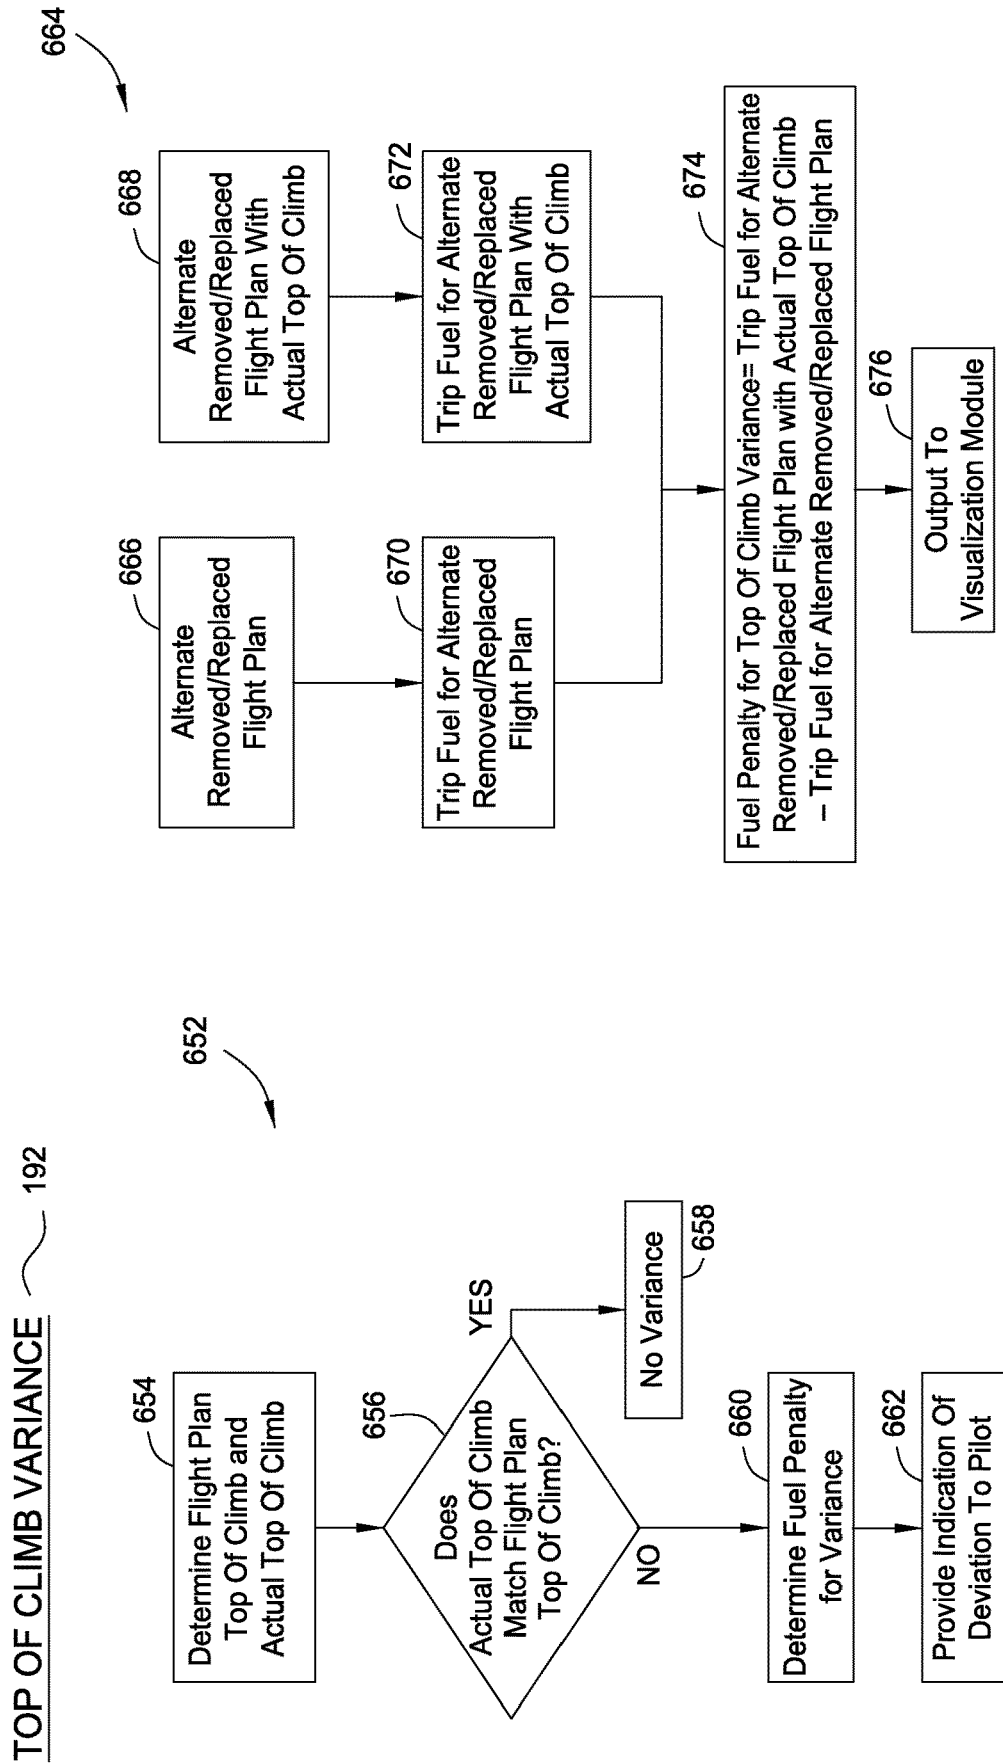 TOP OF CLIMB VARIANCE
192
652
654
Determine Flight Plan
Top Of Climb and
Actual Top Of Climb
656
Does
Actual Top Of Climb
Match Flight Plan
Top Of Climb?
YES
No Variance
658
NO
660
Determine Fuel Penalty
for Variance
662
Provide Indication Of
Deviation To Pilot
664
666
Alternate
Removed/Replaced
Flight Plan
668
Alternate
Removed/Replaced
Flight Plan With
Actual Top Of Climb
670
Trip Fuel for Alternate
Removed/Replaced
Flight Plan
672
Trip Fuel for Alternate
Removed/Replaced
Flight Plan With
Actual Top Of Climb
674
Fuel Penalty for Top Of Climb Variance= Trip Fuel for Alternate
Removed/Replaced Flight Plan with Actual Top Of Climb
– Trip Fuel for Alternate Removed/Replaced Flight Plan
676
Output To
Visualization Module